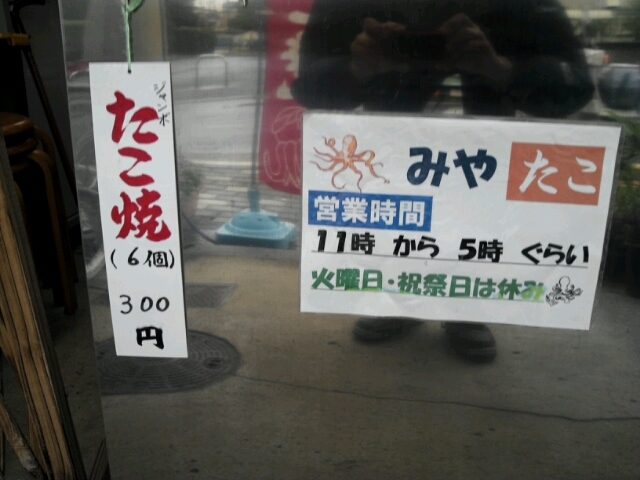 ジャンボ
たこ焼
(6個)
300
円
みや たこ
営業時間
11時 から 5時 ぐらい
火曜日・祝祭日は休み